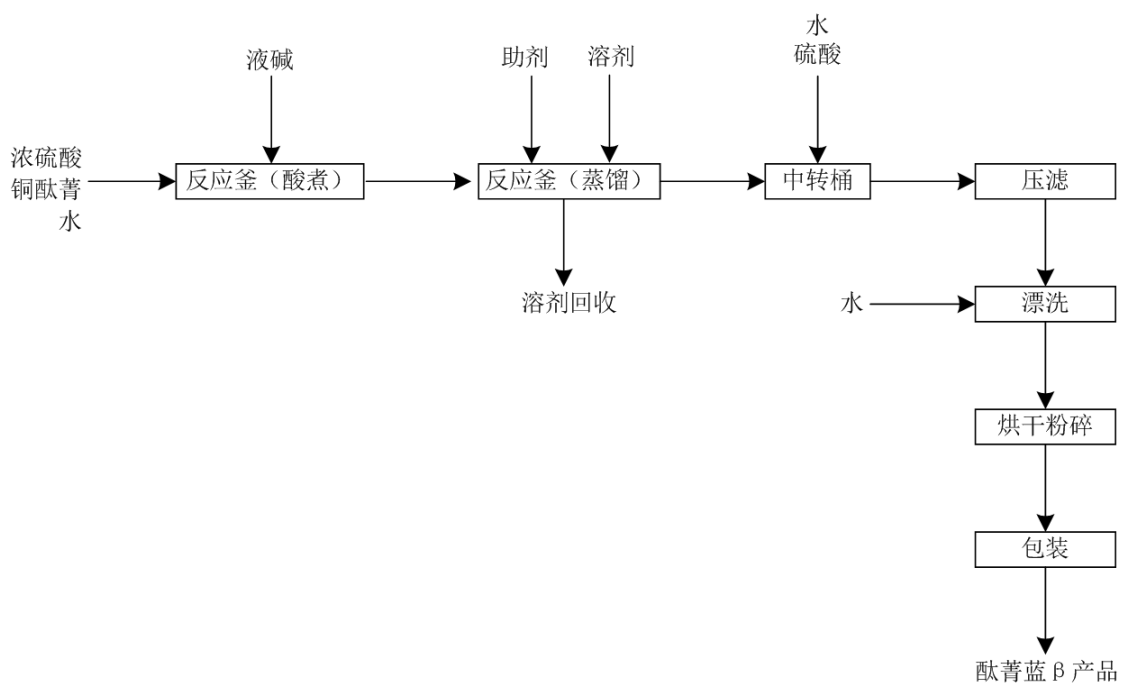 水
硫酸
液碱
助剂
溶剂
浓硫酸
铜酞菁
水
反应釜（酸煮）
反应釜（蒸馏）
中转桶
压滤
溶剂回收
水
漂洗
烘干粉碎
包装
酞菁蓝β产品